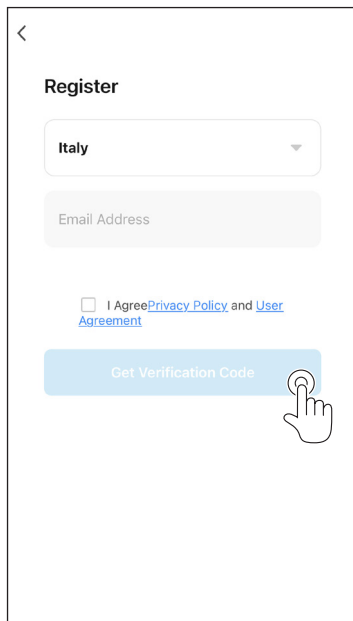 Register
Italy
Email Address
I AgreePrivacy Policy and User
Agreement
Get Verification Code